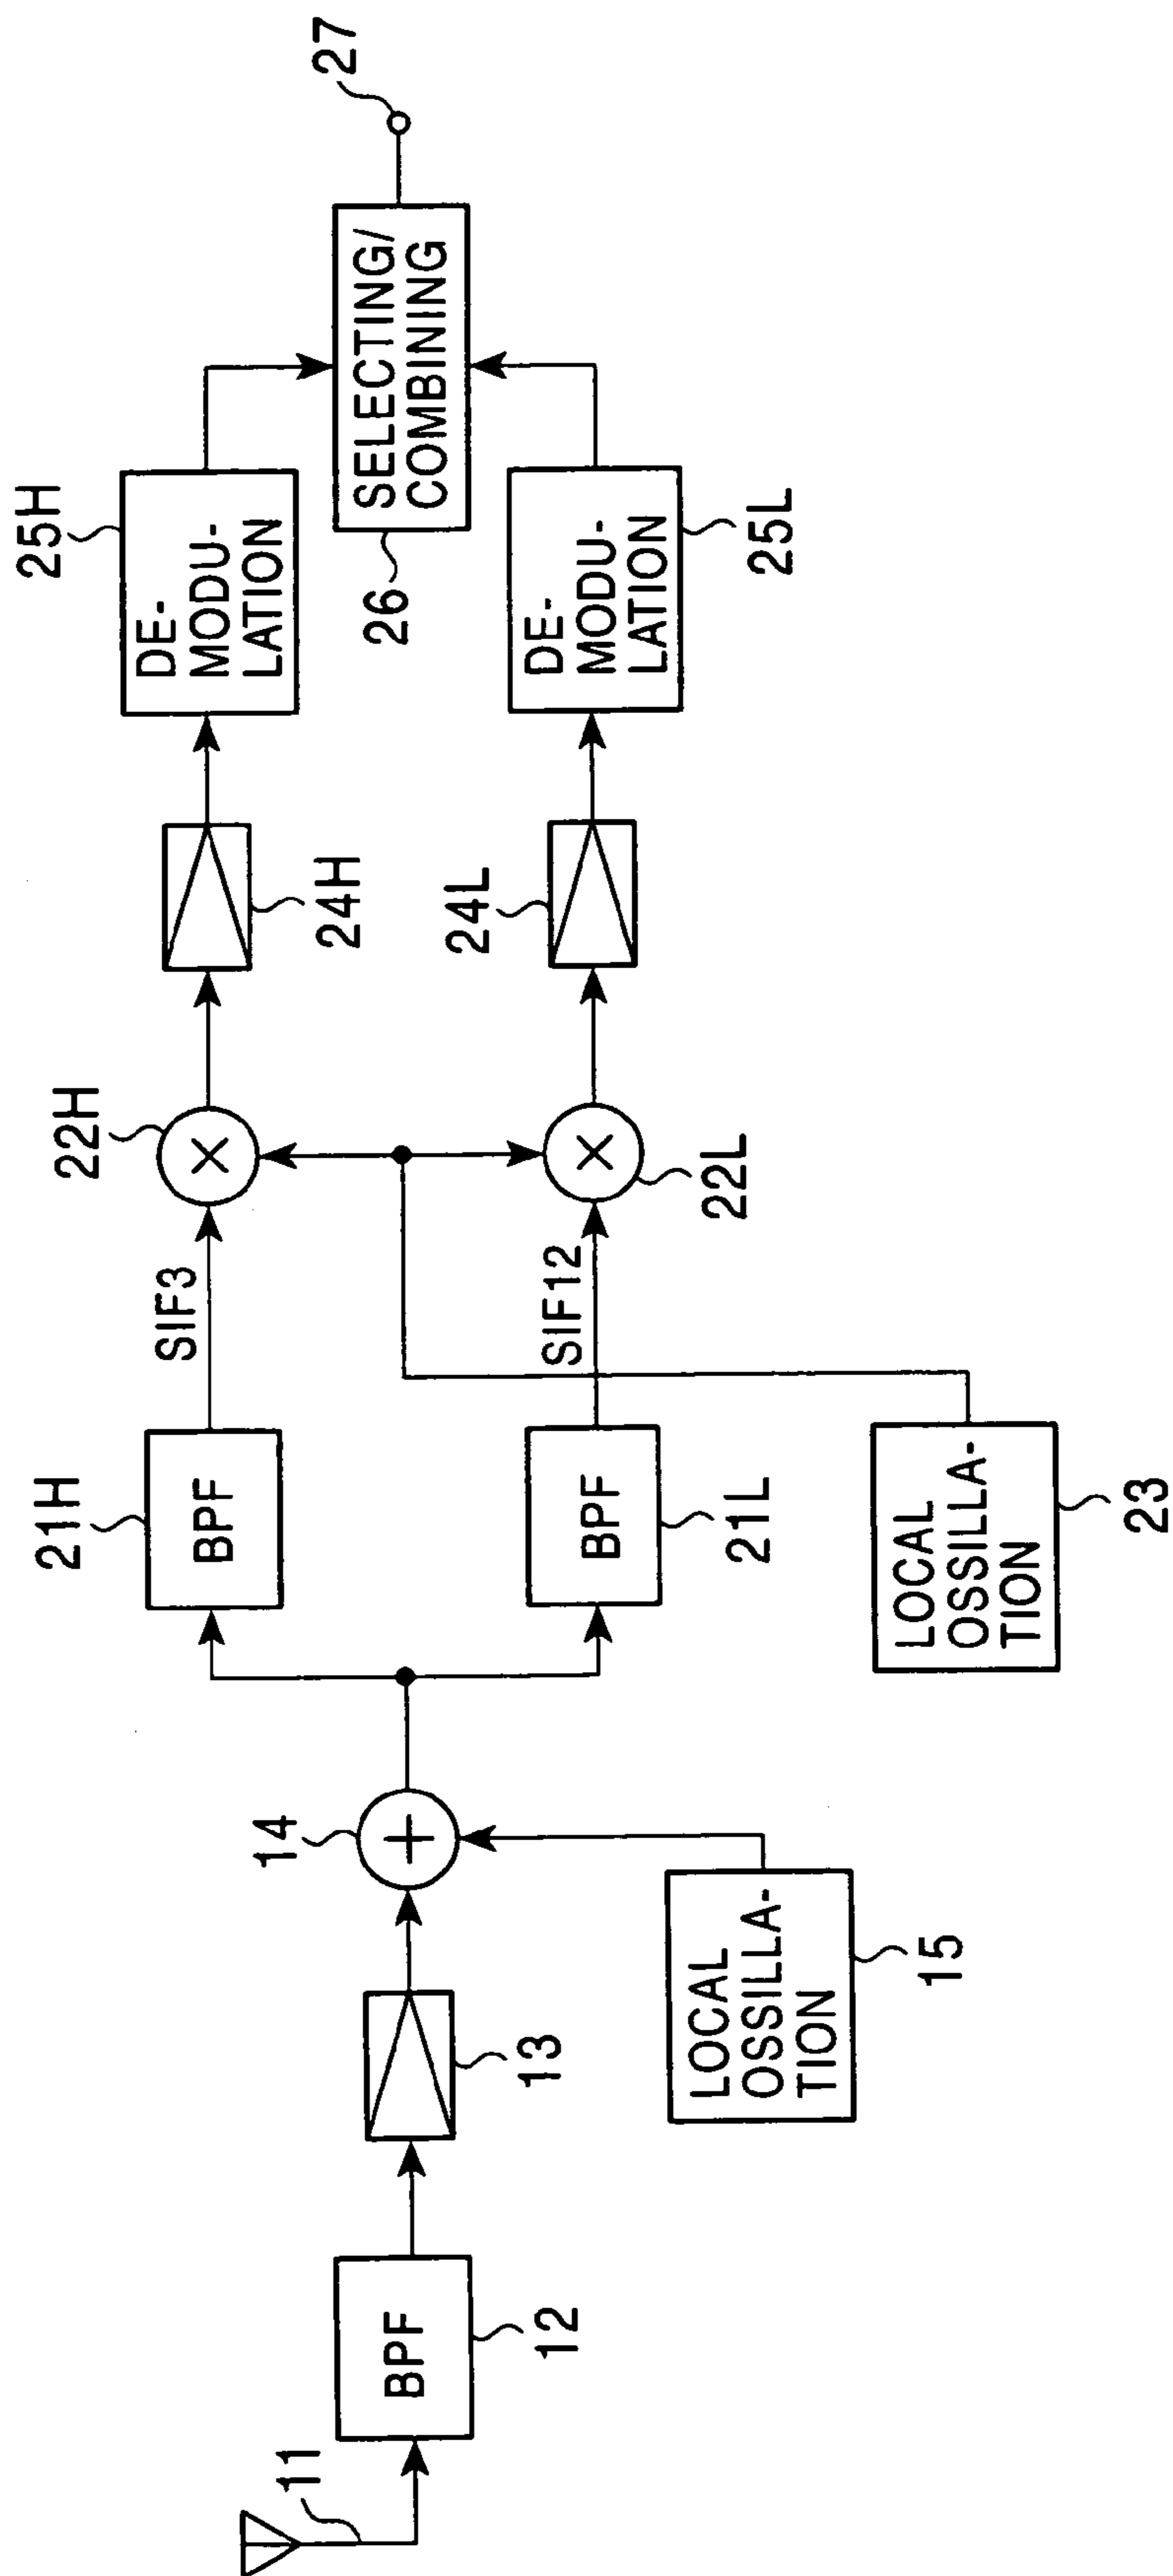 25H
DE-
MODU-
LATION
24H
22H
SIF3
21H
BPF
27
SELECTING/
COMBINING
26
14
11
BPF
12
13
LOCAL
OSSILLA-
TION
15
BPF
21L
SIF12
22L
24L
DE-
MODU-
LATION
25L
LOCAL
OSSILLA-
TION
23